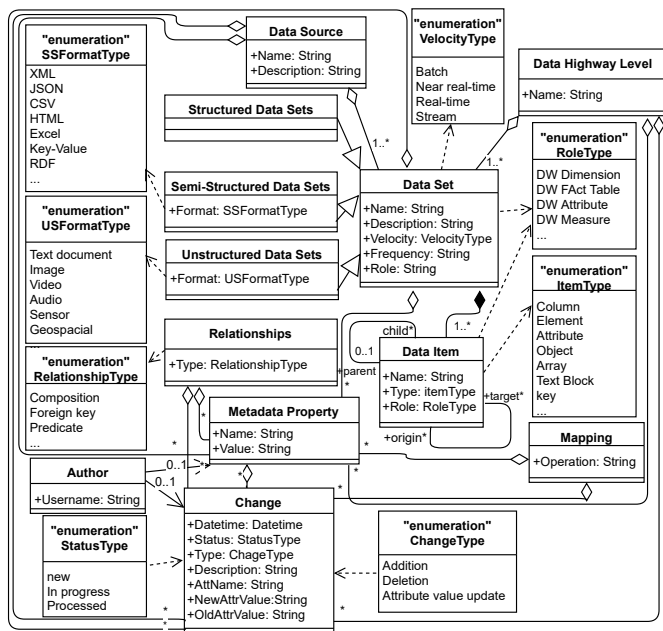 "enumeration"
SSFormatType
XML
JSON
CSV
HTML
Excel
Key-Value
RDF
...
Data Source
+Name: String
+Description: String
"enumeration"
VelocityType
Batch
Near real-time
Real-time
Stream
Data Highway Level
+Name: String
Structured Data Sets
1..*
1..*
"enumeration"
RoleType
DW Dimension
DW FAct Table
DW Attribute
DW Measure
...
Semi-Structured Data Sets
+Format: SSFormatType
Data Set
+Name: String
+Description: String
+Velocity: VelocityType
+Frequency: String
+Role: String
"enumeration"
USFormatType
Text document
Image
Video
Audio
Sensor
Geospacial
...
Unstructured Data Sets
+Format: USFormatType
"enumeration"
ItemType
Column
Element
Attribute
Object
Array
Text Block
key
...
Relationships
+Type: RelationshipType
child*
1..*
0..1
+parent
Data Item
+Name: String
+Type: itemType
+Role: RoleType
+target*
+origin*
"enumeration"
RelationshipType
Composition
Foreign key
Predicate
...
*
*
Metadata Property
+Name: String
+Value: String
*
*
*
*
*
Mapping
+Operation: String
Author
+Username: String
0..1
*
0..1
*
*
Change
+Datetime: Datetime
+Status: StatusType
+Type: ChageType
+Description: String
+AttName: String
+NewAttrValue:String
+OldAttrValue: String
"enumeration"
StatusType
new
In progress
Processed
"enumeration"
ChangeType
Addition
Deletion
Attribute value update
*
*
*